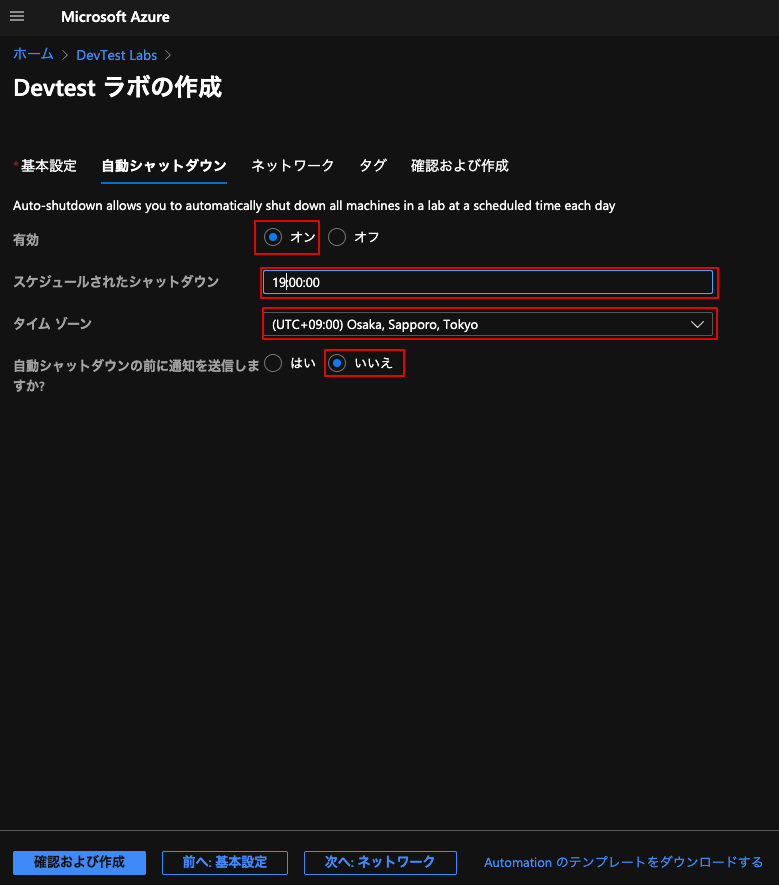 Microsoft Azure
ホーム > DevTest Labs >
Devtest ラボの作成
* 基本設定 自動シャットダウン ネットワーク タグ 確認および作成
Auto-shutdown allows you to automatically shut down all machines in a lab at a scheduled time each day
有効 オン オフ
スケジュールされたシャットダウン 19:00:00
タイム ゾーン (UTC+09:00) Osaka, Sapporo, Tokyo
自動シャットダウンの前に通知を送信しま はい いいえ
すか?
確認および作成 前へ: 基本設定 次へ: ネットワーク Automation のテンプレートをダウンロードする